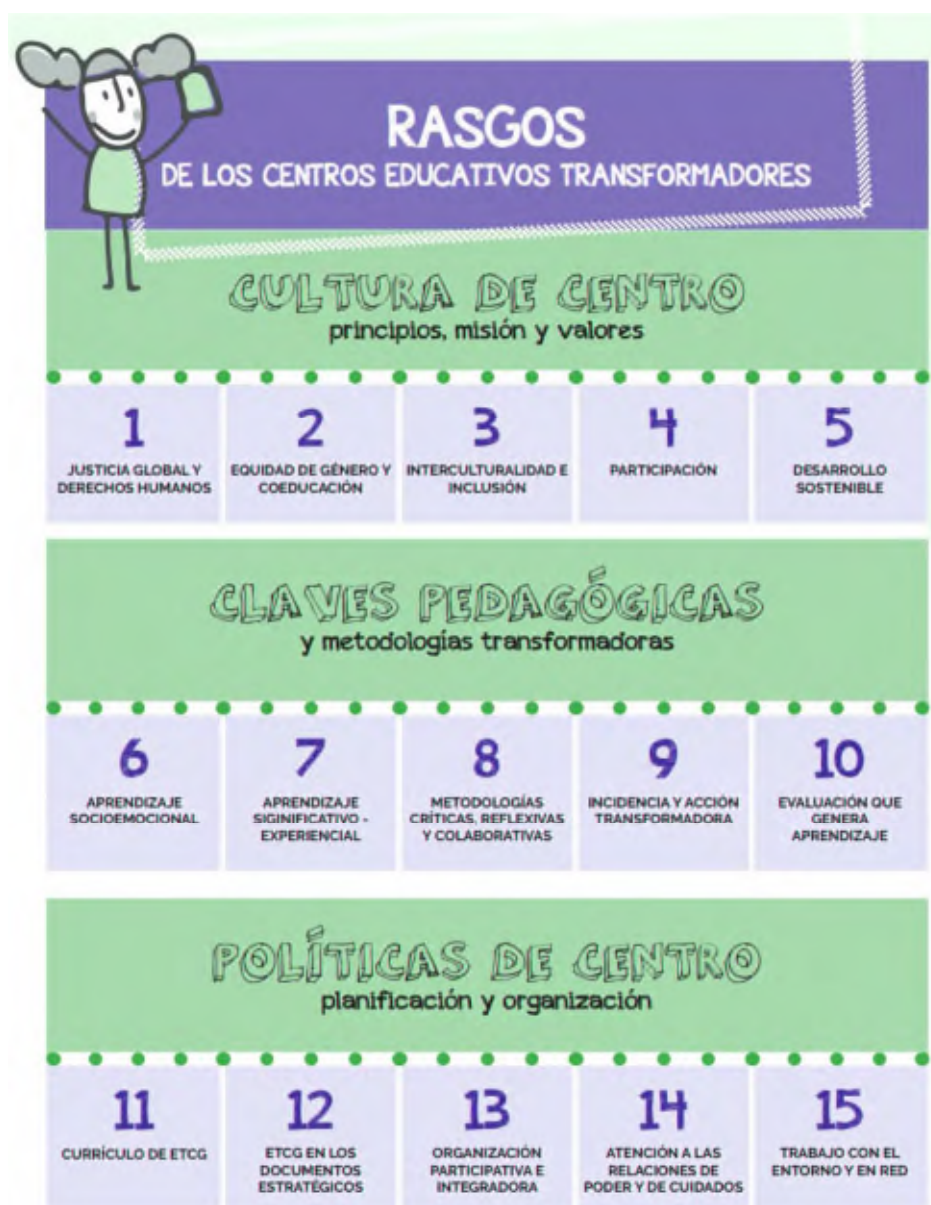 RASGOS
DE LOS CENTROS EDUCATIVOS TRANSFORMADORES
CULTURA DE CENTRO
principios, misión y valores
1
JUSTICIA GLOBAL Y
DERECHOS HUMANOS
2
EQUIDAD DE GÉNERO Y
COEDUCACIÓN
3
INTERCULTURALIDAD E
INCLUSIÓN
4
PARTICIPACIÓN
5
DESARROLLO
SOSTENIBLE
CLAVES PEDAGÓGICAS
y metodologías transformadoras
6
APRENDIZAJE
SOCIOEMOCIONAL
7
APRENDIZAJE
SIGINIFICATIVO -
EXPERIENCIAL
8
METODOLOGÍAS
CRÍTICAS, REFLEXIVAS
Y COLABORATIVAS
9
INCIDENCIA Y ACCIÓN
TRANSFORMADORA
10
EVALUACIÓN QUE
GENERA
APRENDIZAJE
POLÍTICAS DE CENTRO
planificación y organización
11
CURRÍCULO DE ETCG
12
ETCG EN LOS
DOCUMENTOS
ESTRATÉGICOS
13
ORGANIZACIÓN
PARTICIPATIVA E
INTEGRADORA
14
ATENCIÓN A LAS
RELACIONES DE
PODER Y DE CUIDADOS
15
TRABAJO CON EL
ENTORNO Y EN RED